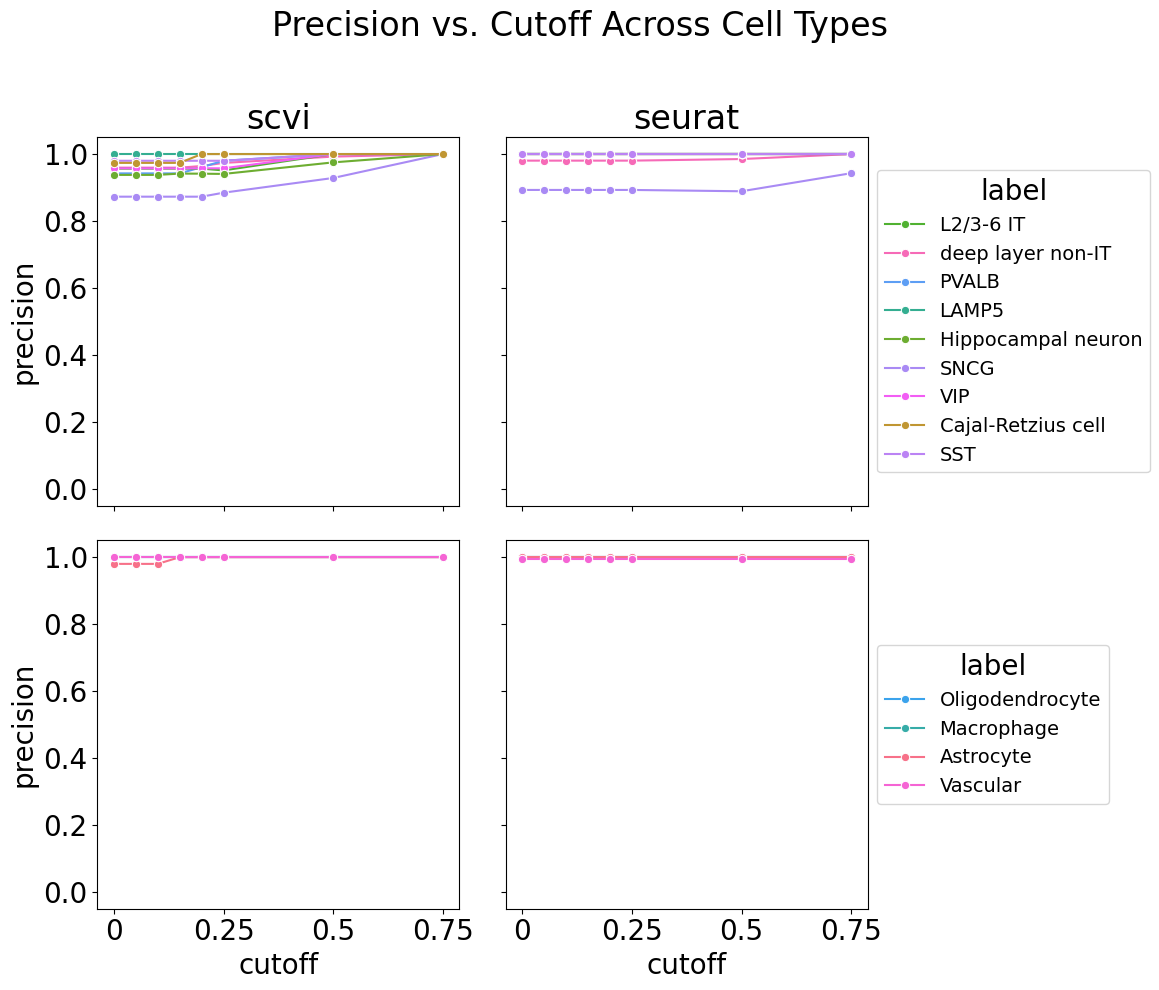 Precision vs. Cutoff Across Cell Types
scvi
seurat
precision
1.0
0.8
0.6
0.4
0.2
0.0
label
L2/3-6 IT
deep layer non-IT
PVALB
LAMP5
Hippocampal neuron
SNCG
VIP
Cajal-Retzius cell
SST
precision
1.0
0.8
0.6
0.4
0.2
0.0
label
Oligodendrocyte
Macrophage
Astrocyte
Vascular
0 0.25 0.5 0.75
cutoff
0 0.25 0.5 0.75
cutoff